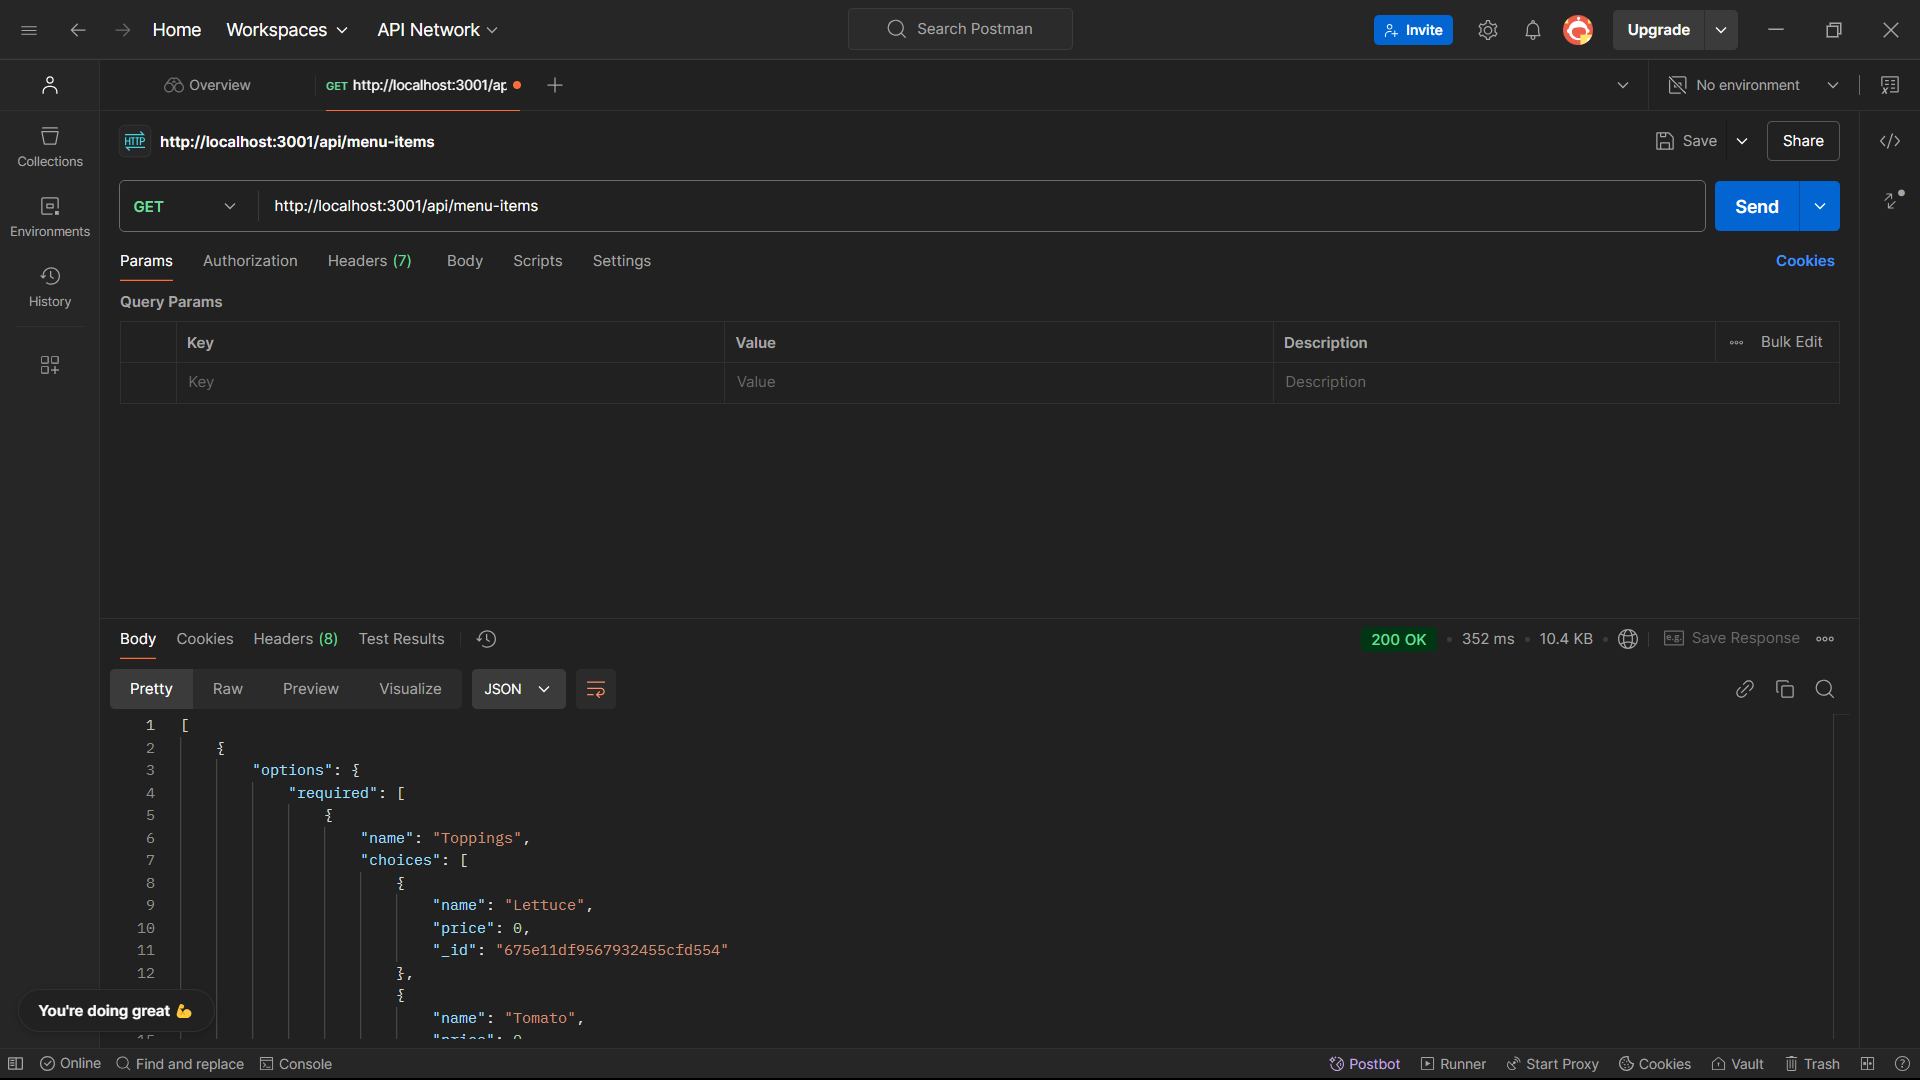 Home Workspaces API Network Search Postman Invite Upgrade
Overview GET http://localhost:3001/ap No environment
HTTP http://localhost:3001/api/menu-items Save Share
Collections
GET http://localhost:3001/api/menu-items Send
Environments
Params Authorization Headers (7) Body Scripts Settings Cookies
History
Query Params
Key Value Description Bulk Edit
Key Value Description
Body Cookies Headers (8) Test Results 200 OK 352 ms 10.4 KB e.g. Save Response
Pretty Raw Preview Visualize JSON
1 [
2 {
3 "options": {
4 "required": [
5 {
6 "name": "Toppings",
7 "choices": [
8 {
9 "name": "Lettuce",
10 "price": 0,
11 "_id": "675e11df9567932455cfd554"
12 },
{
You're doing great 💪
"name": "Tomato",
15 "price": 0
Online Find and replace Console Postbot Runner Start Proxy Cookies Vault Trash